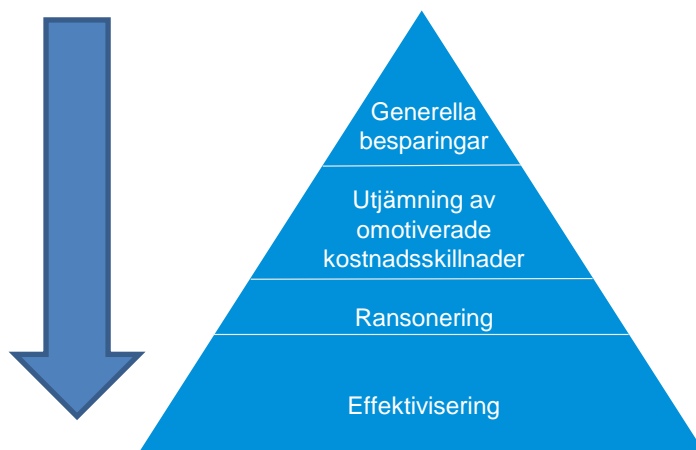 Generella
besparingar
Utjämning av
omotiverade
kostnadsskillnader
Ransonering
Effektivisering